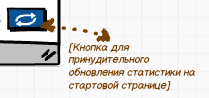 [Кнопка для
принудительного
обновления статистики на
стартовой странице]